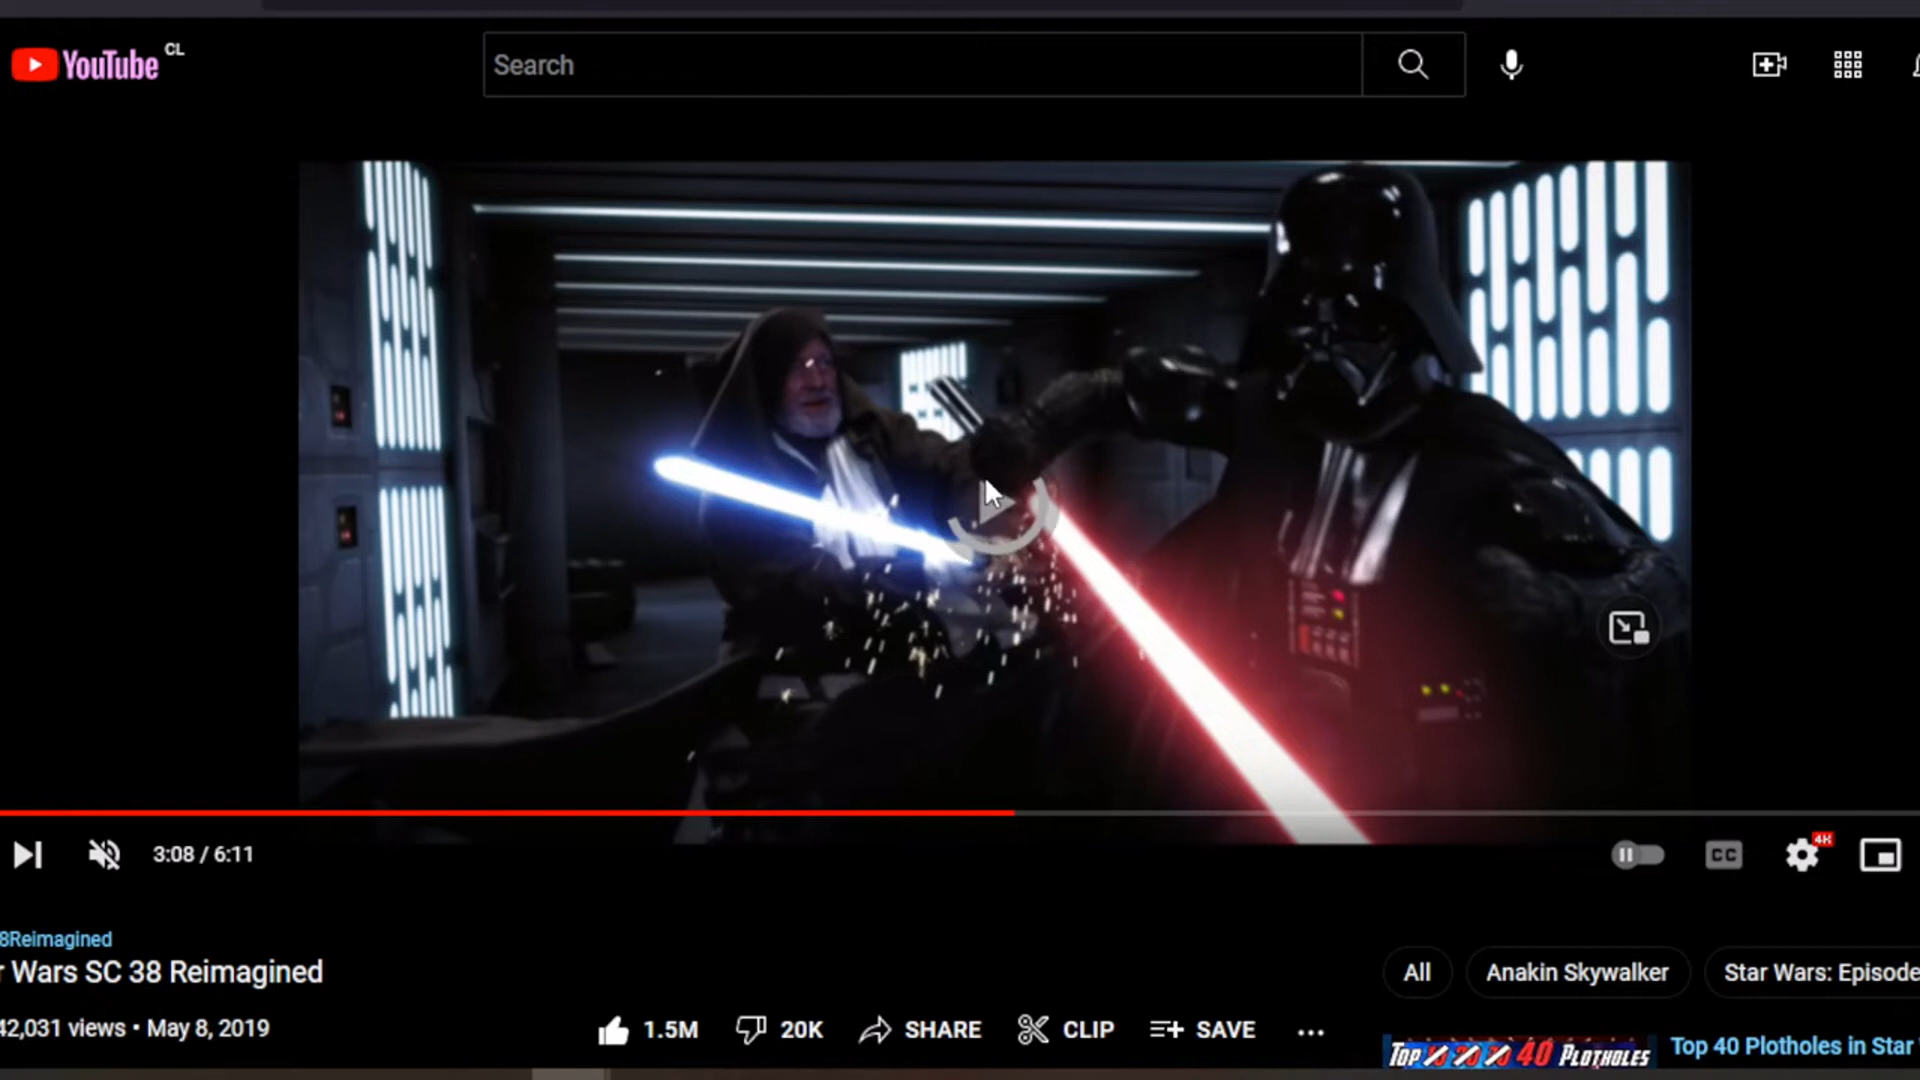 YouTube CL
Search
3:08 / 6:11
CC
4K
8Reimagined
r Wars SC 38 Reimagined
42,031 views • May 8, 2019
1.5M
20K
SHARE
CLIP
SAVE
All
Anakin Skywalker
Star Wars: Episode
TOP 40 PLOTHOLES
Top 40 Plotholes in Star